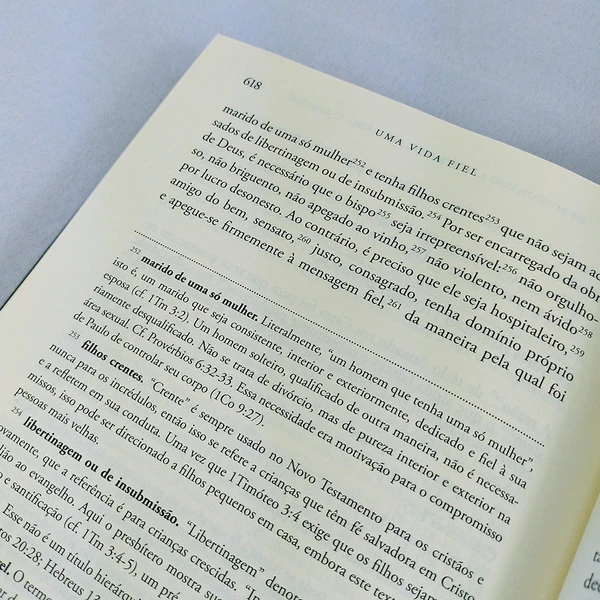 618
UMA VIDA FIEL
marido de uma só mulher²⁵² e tenha filhos crentes²⁵³ que não sejam ac
sados de libertinagem ou de insubmissão.²⁵⁴ Por ser encarregado da obr
de Deus, é necessário que o bispo²⁵⁵ seja irrepreensível:²⁵⁶ não orgulho-
so, não briguento, não apegado ao vinho,²⁵⁷ não violento, nem ávido²⁵⁸
por lucro desonesto. Ao contrário, é preciso que ele seja hospitaleiro,²⁵⁹
amigo do bem, sensato,²⁶⁰ justo, consagrado, tenha domínio próprio
e apegue-se firmemente à mensagem fiel,²⁶¹ da maneira pela qual foi
²⁵² marido de uma só mulher. Literalmente, "um homem que tenha uma só mulher",
isto é, um marido que seja consistente, interior e exteriormente, dedicado e fiel à sua
esposa (cf. 1Tm 3:2). Um homem solteiro, qualificado de outra maneira, não é necessa-
riamente desqualificado. Não se trata de divórcio, mas de pureza interior e exterior na
área sexual. Cf. Provérbios 6:32-33. Essa necessidade era motivação para o compromisso
de Paulo de controlar seu corpo (1Co 9:27).
²⁵³ filhos crentes. "Crente" é sempre usado no Novo Testamento para os cristãos e
nunca para os incrédulos, então isso se refere a crianças que têm fé salvadora em Cristo
e a refletem em sua conduta. Uma vez que 1Timóteo 3-4 exige que os filhos sejam
missos, isso pode ser direcionado a filhos pequenos em casa, embora este tex
pessoas mais velhas.
²⁵⁴ libertinagem ou de insubmissão. "Libertinagem" denota
ovamente, que a referência é para crianças crescidas. "In
dião ao evangelho. Aqui o presbítero mostra su
e santificação (cf. 1Tm 3:4-5), um pré
Esse não é um título hierárqu
os 20:28; Hebreus 13
el. O termo